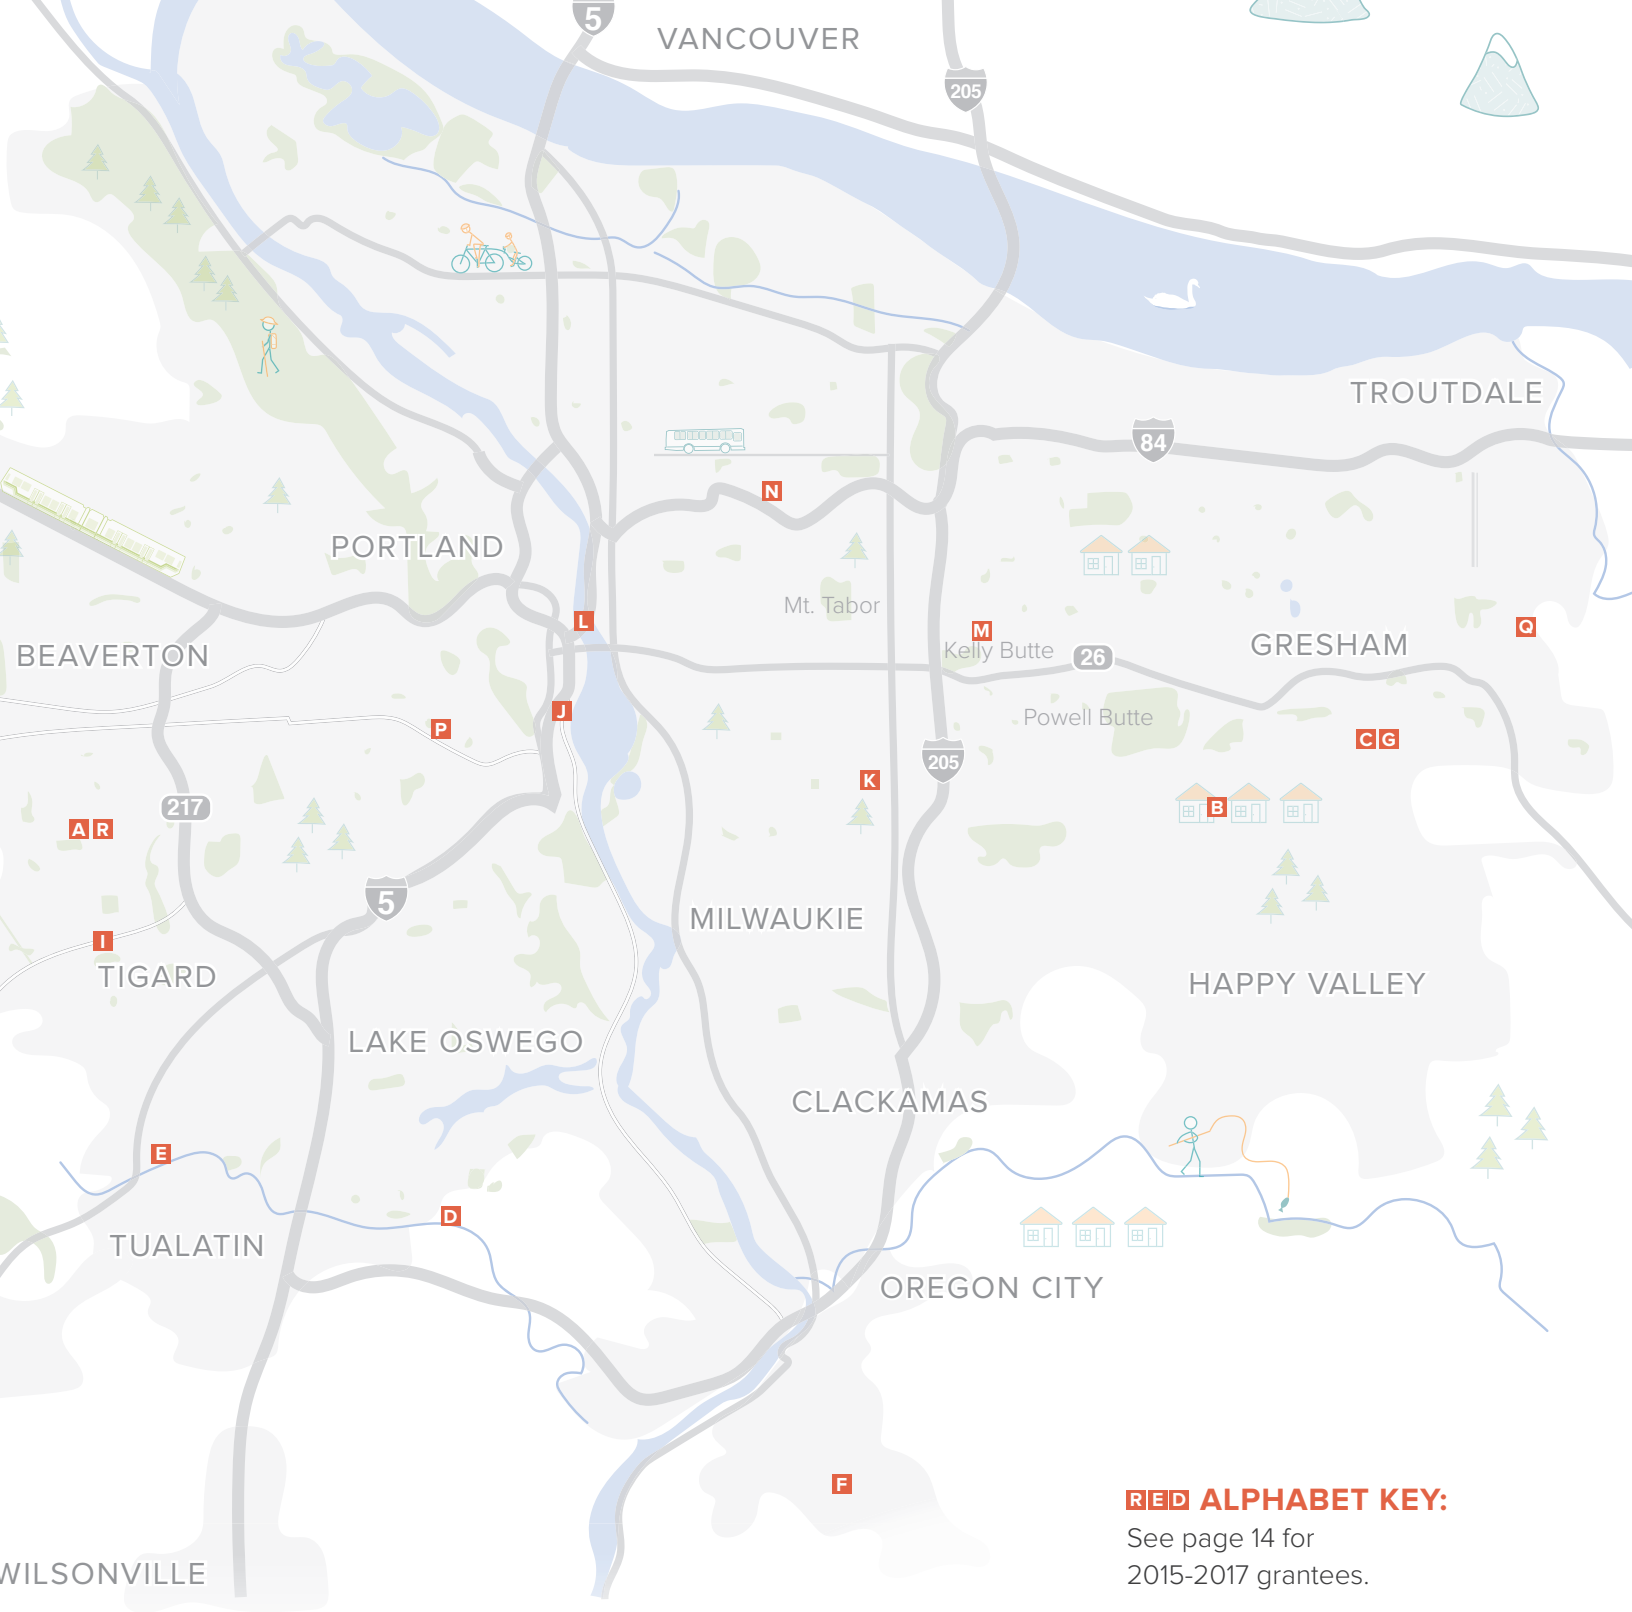 5
VANCOUVER
205
TROUTDALE
84
N
PORTLAND
Mt. Tabor
L
M
Q
BEAVERTON
Kelly Butte
26
GRESHAM
J
Powell Butte
P
C G
205
K
217
B
A R
5
MILWAUKIE
I
TIGARD
HAPPY VALLEY
LAKE OSWEGO
CLACKAMAS
E
D
TUALATIN
OREGON CITY
F
RED ALPHABET KEY:
See page 14 for
2015-2017 grantees.
WILSONVILLE